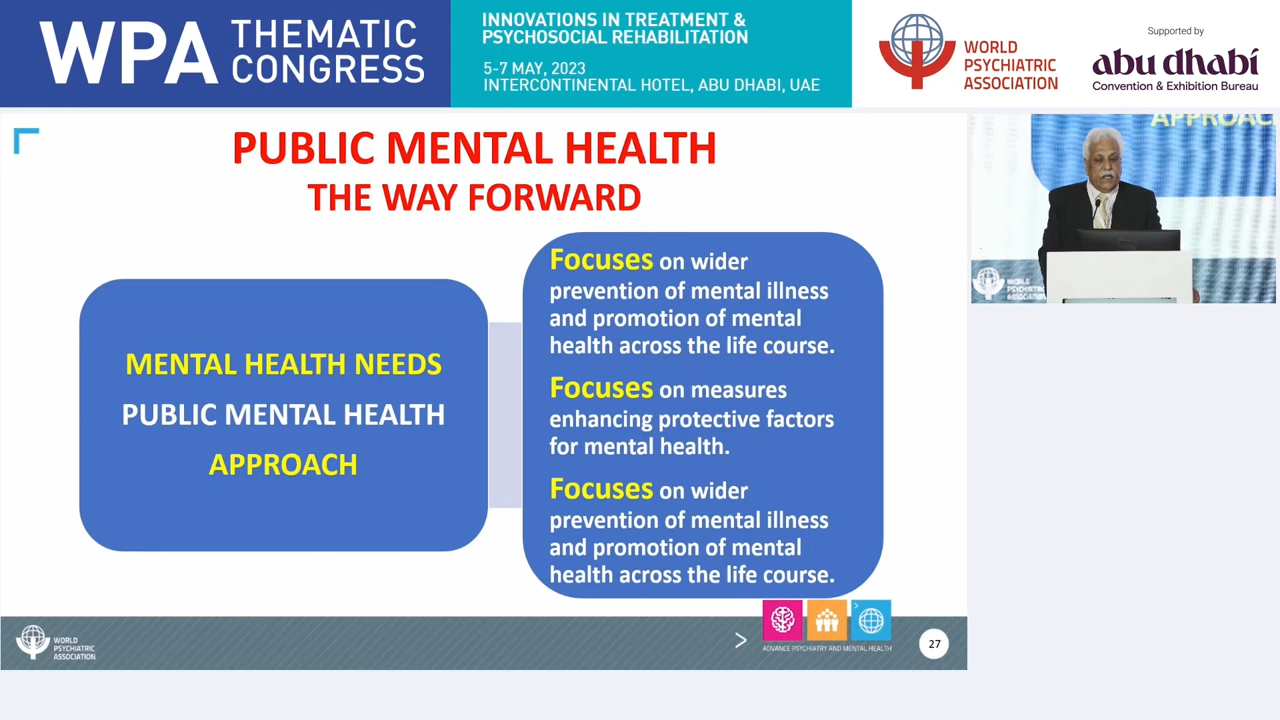 WPA THEMATIC
CONGRESS
INNOVATIONS IN TREATMENT &
PSYCHOSOCIAL REHABILITATION
5-7 MAY, 2023
INTERCONTINENTAL HOTEL, ABU DHABI, UAE
WORLD
PSYCHIATRIC
ASSOCIATION
Supported by
abu dhabi
Convention & Exhibition Bureau
PUBLIC MENTAL HEALTH
THE WAY FORWARD
MENTAL HEALTH NEEDS
PUBLIC MENTAL HEALTH
APPROACH
Focuses on wider
prevention of mental illness
and promotion of mental
health across the life course.
Focuses on measures
enhancing protective factors
for mental health.
Focuses on wider
prevention of mental illness
and promotion of mental
health across the life course.
WORLD
PSYCHIATRIC
ASSOCIATION
>
ADVANCE PSYCHIATRY AND MENTAL HEALTH
27
APPROAC
WORLD
PSYCHIATRIC
ASSOCIATION